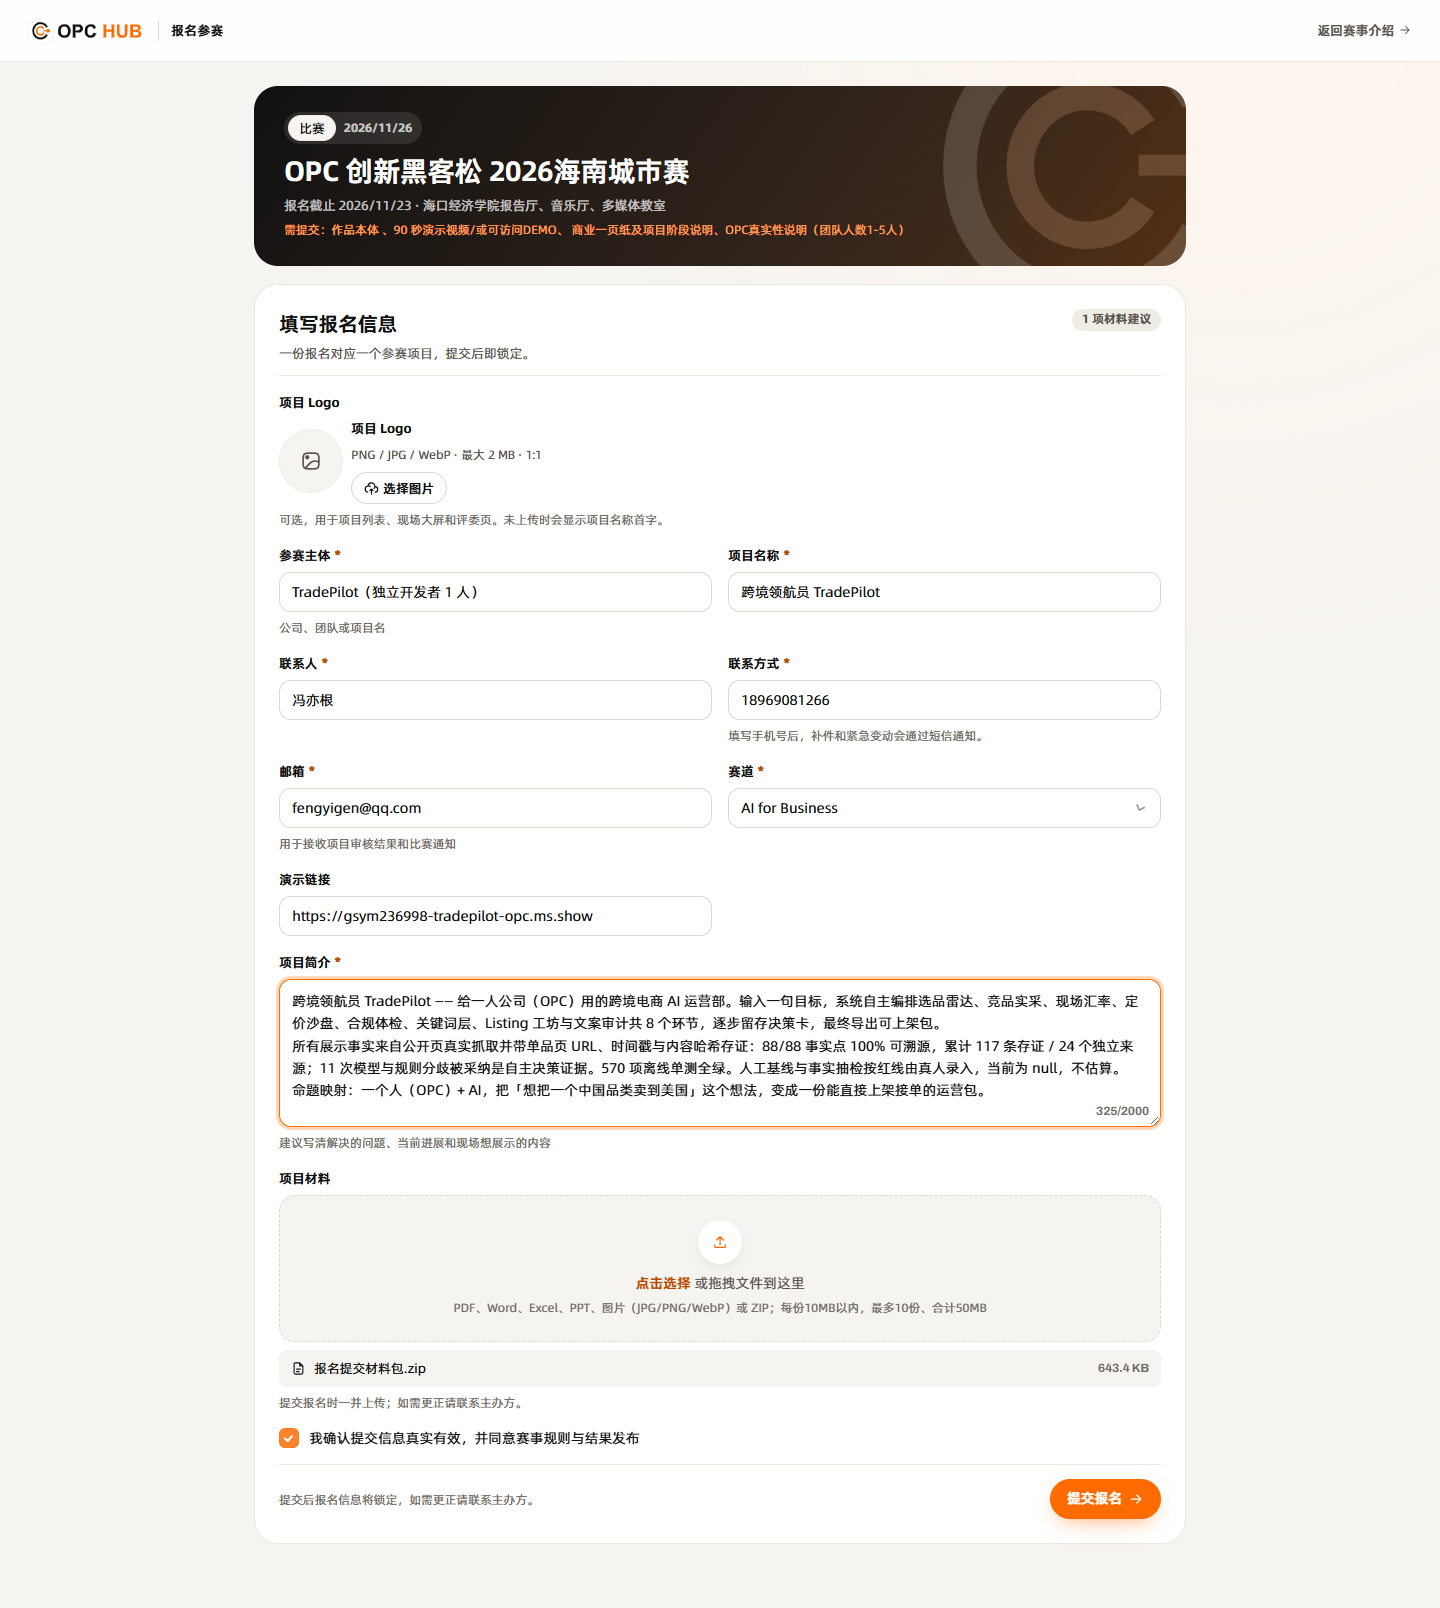 OPC HUB
报名参赛
返回赛事介绍 →
比赛 2026/11/26
OPC 创新黑客松 2026海南城市赛
报名截止 2026/11/23 · 海口经济学院报告厅、音乐厅、多媒体教室
需提交：作品本体 、90 秒演示视频/或可访问DEMO、 商业一页纸及项目阶段说明、OPC真实性说明（团队人数1-5人）
填写报名信息
1 项材料建议
一份报名对应一个参赛项目，提交后即锁定。
项目 Logo
项目 Logo
PNG / JPG / WebP · 最大 2 MB · 1:1
选择图片
可选，用于项目列表、现场大屏和评委页。未上传时会显示项目名称首字。
参赛主体 *
项目名称 *
TradePilot（独立开发者 1 人）
跨境领航员 TradePilot
公司、团队或项目名
联系人 *
联系方式 *
冯亦根
18969081266
填写手机号后，补件和紧急变动会通过短信通知。
邮箱 *
赛道 *
fengyigen@qq.com
AI for Business
用于接收项目审核结果和比赛通知
演示链接
https://gsym236998-tradepilot-opc.ms.show
项目简介 *
跨境领航员 TradePilot —— 给一人公司（OPC）用的跨境电商 AI 运营部。输入一句目标，系统自主编排选品雷达、竞品实采、现场汇率、定
价沙盘、合规体检、关键词层、Listing 工坊与文案审计共 8 个环节，逐步留存决策卡，最终导出可上架包。
所有展示事实来自公开页真实抓取并带单品页 URL、时间戳与内容哈希存证：88/88 事实点 100% 可溯源，累计 117 条存证 / 24 个独立来
源；11 次模型与规则分歧被采纳是自主决策证据。570 项离线单测全绿。人工基线与事实抽检按红线由真人录入，当前为 null，不估算。
命题映射：一个人（OPC）+ AI，把「想把一个中国品类卖到美国」这个想法，变成一份能直接上架接单的运营包。
325/2000
建议写清解决的问题、当前进展和现场想展示的内容
项目材料
点击选择 或拖拽文件到这里
PDF、Word、Excel、PPT、图片（JPG/PNG/WebP）或 ZIP；每份10MB以内，最多10份、合计50MB
报名提交材料包.zip
643.4 KB
提交报名时一并上传；如需更正请联系主办方。
我确认提交信息真实有效，并同意赛事规则与结果发布
提交后报名信息将锁定，如需更正请联系主办方。
提交报名 →